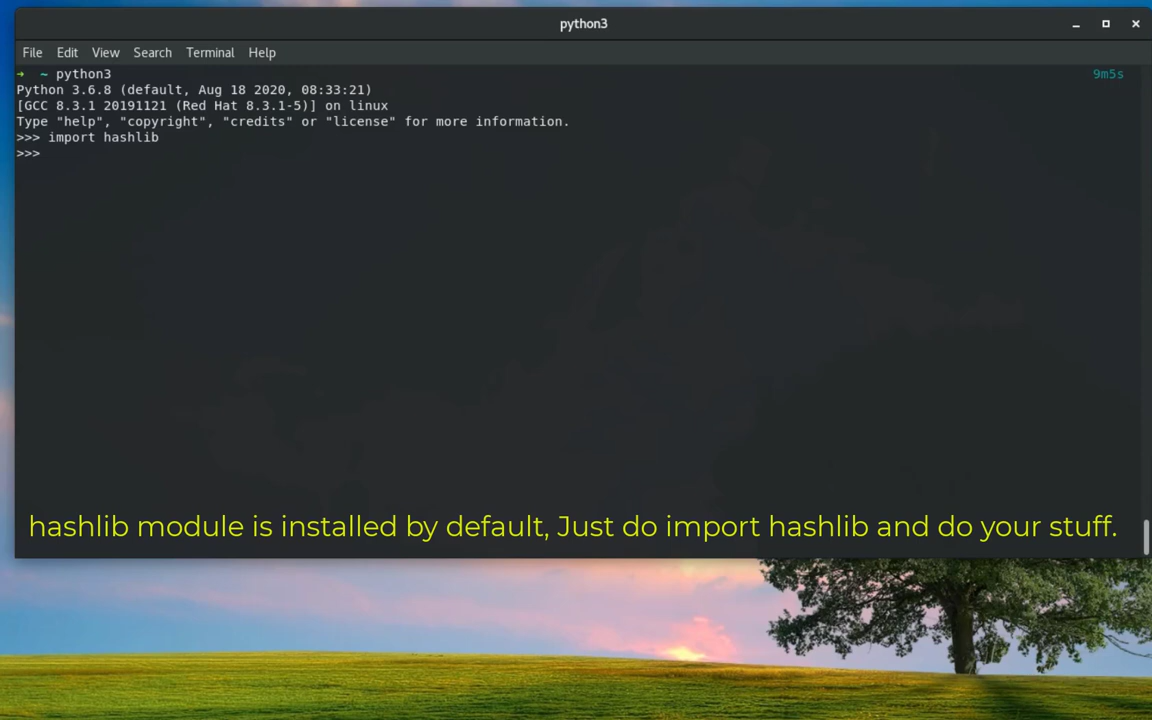 python3
File Edit View Search Terminal Help
➜ ~ python3 9m5s
Python 3.6.8 (default, Aug 18 2020, 08:33:21)
[GCC 8.3.1 20191121 (Red Hat 8.3.1-5)] on linux
Type "help", "copyright", "credits" or "license" for more information.
>>> import hashlib
>>>
hashlib module is installed by default, Just do import hashlib and do your stuff.